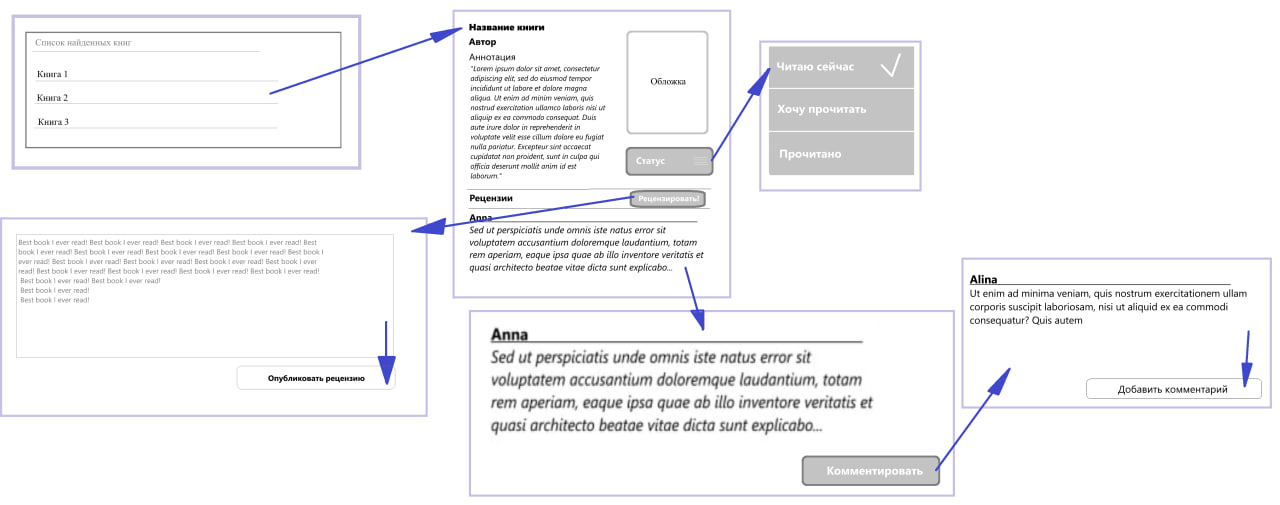 Список найденных книг
Книга 1
Книга 2
Книга 3
Название книги
Автор
Аннотация
"Lorem ipsum dolor sit amet, consectetur
adipiscing elit, sed do eiusmod tempor
incididunt ut labore et dolore magna
aliqua. Ut enim ad minim veniam, quis
nostrud exercitation ullamco laboris nisi ut
aliquip ex ea commodo consequat. Duis
aute irure dolor in reprehenderit in
voluptate velit esse cillum dolore eu fugiat
nulla pariatur. Excepteur sint occaecat
cupidatat non proident, sunt in culpa qui
officia deserunt mollit anim id est
laborum."
Обложка
Статус
Рецензии
Рецензировать!
Anna
Sed ut perspiciatis unde omnis iste natus error sit
voluptatem accusantium doloremque laudantium, totam
rem aperiam, eaque ipsa quae ab illo inventore veritatis et
quasi architecto beatae vitae dicta sunt explicabo...
Читаю сейчас
Хочу прочитать
Прочитано
Best book I ever read! Best book I ever read! Best book I ever read! Best book I ever read! Best
book I ever read! Best book I ever read! Best book I ever read! Best book I ever read! Best book I
ever read! Best book I ever read! Best book I ever read! Best book I ever read! Best book I ever
read! Best book I ever read! Best book I ever read! Best book I ever read! Best book I ever read!
Best book I ever read! Best book I ever read!
Best book I ever read!
Best book I ever read!
Опубликовать рецензию
Anna
Sed ut perspiciatis unde omnis iste natus error sit
voluptatem accusantium doloremque laudantium, totam
rem aperiam, eaque ipsa quae ab illo inventore veritatis et
quasi architecto beatae vitae dicta sunt explicabo...
Комментировать
Alina
Ut enim ad minima veniam, quis nostrum exercitationem ullam
corporis suscipit laboriosam, nisi ut aliquid ex ea commodi
consequatur? Quis autem
Добавить комментарий